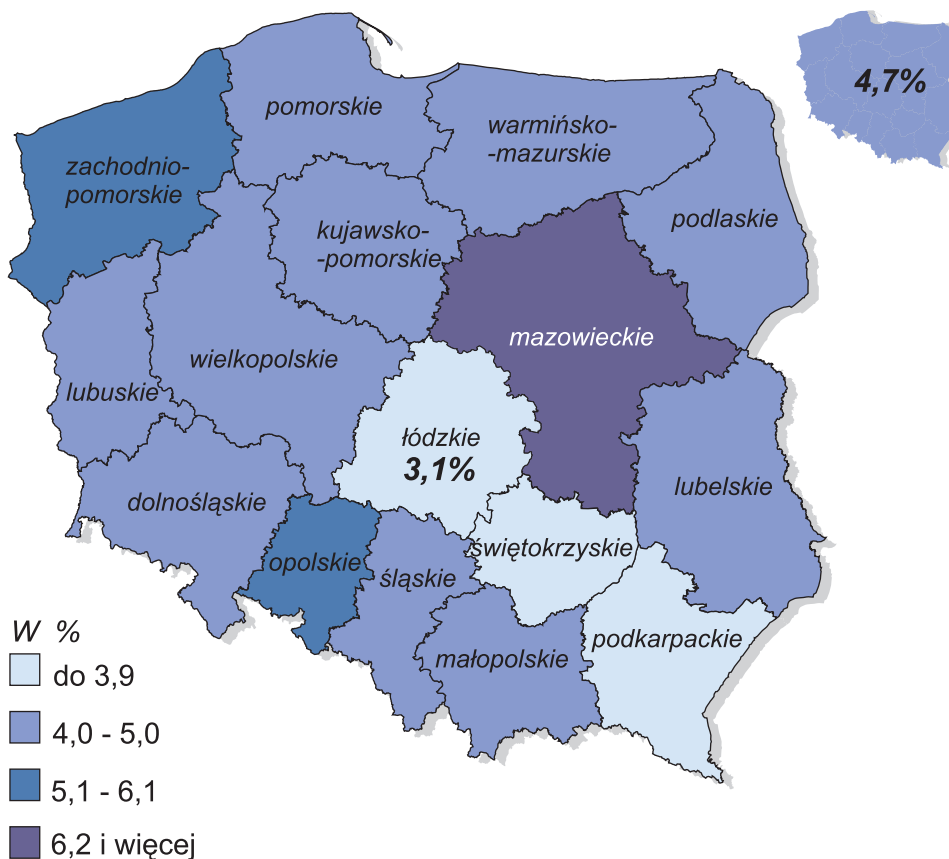 4,7%
pomorskie
warmińsko-
-mazurskie
zachodnio-
pomorskie
kujawsko-
-pomorskie
podlaskie
mazowieckie
wielkopolskie
lubuskie
łódzkie
3,1%
dolnośląskie
lubelskie
opolskie
śląskie
świętokrzyskie
małopolskie
podkarpackie
W %
do 3,9
4,0 - 5,0
5,1 - 6,1
6,2 i więcej